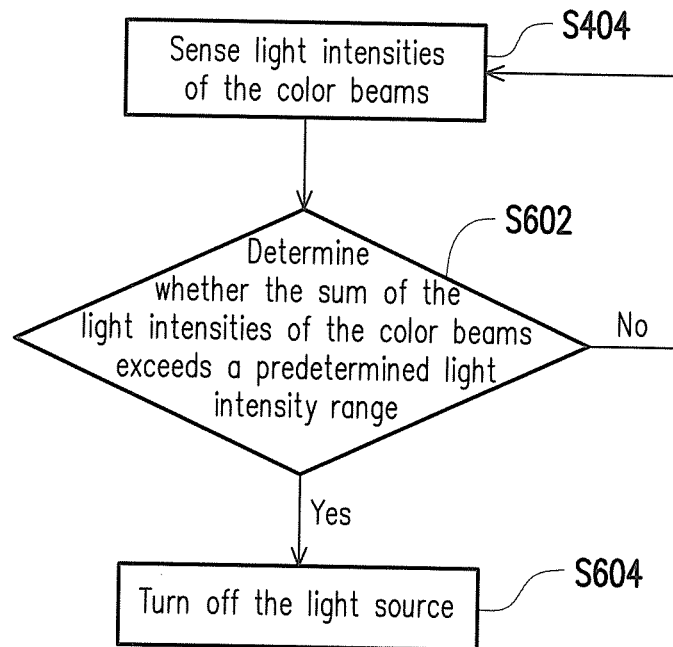 S404
Sense light intensities
of the color beams
S602
Determine
whether the sum of the
light intensities of the color beams
exceeds a predetermined light
intensity range
No
Yes
S604
Turn off the light source